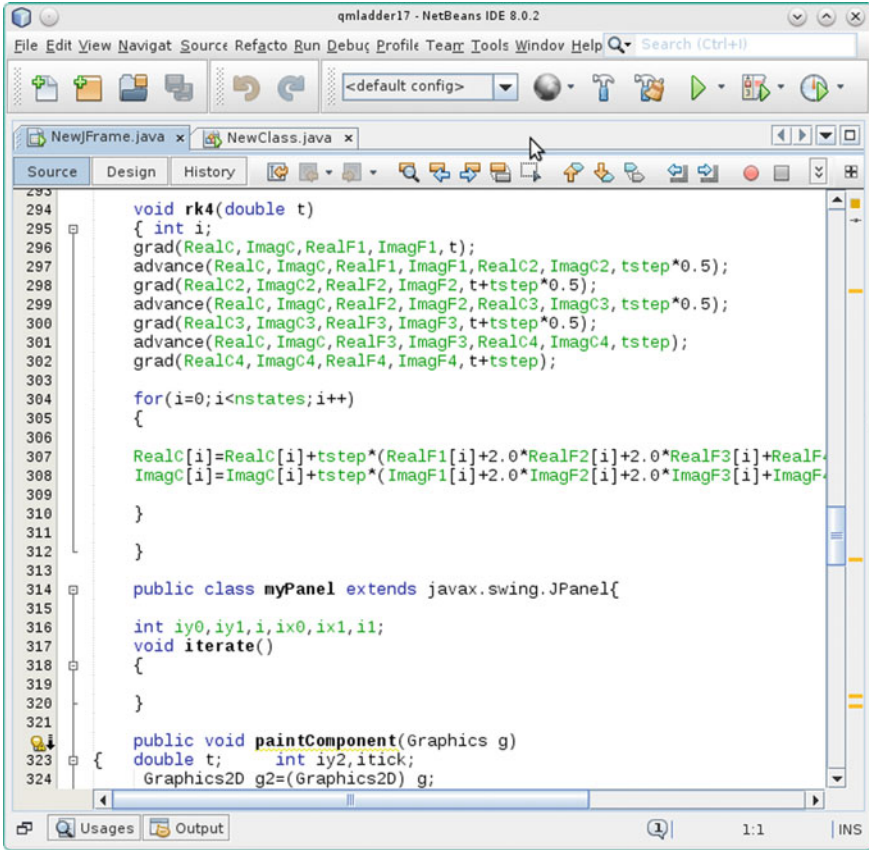 qmladder17 - NetBeans IDE 8.0.2
File Edit View Navigat Source Refacto Run Debug Profile Team Tools Window Help Search (Ctrl+I)
<default config>
NewJFrame.java x NewClass.java x
Source Design History
293
294 void rk4(double t)
295 { int i;
296 grad(RealC,ImagC,RealF1,ImagF1,t);
297 advance(RealC,ImagC,RealF1,ImagF1,RealC2,ImagC2,tstep*0.5);
298 grad(RealC2,ImagC2,RealF2,ImagF2,t+tstep*0.5);
299 advance(RealC,ImagC,RealF2,ImagF2,RealC3,ImagC3,tstep*0.5);
300 grad(RealC3,ImagC3,RealF3,ImagF3,t+tstep*0.5);
301 advance(RealC,ImagC,RealF3,ImagF3,RealC4,ImagC4,tstep);
302 grad(RealC4,ImagC4,RealF4,ImagF4,t+tstep);
303
304 for(i=0;i<nstates;i++)
305 {
306
307 RealC[i]=RealC[i]+tstep*(RealF1[i]+2.0*RealF2[i]+2.0*RealF3[i]+RealF4
308 ImagC[i]=ImagC[i]+tstep*(ImagF1[i]+2.0*ImagF2[i]+2.0*ImagF3[i]+ImagF4
309
310 }
311
312 }
313
314 public class myPanel extends javax.swing.JPanel{
315
316 int iy0,iy1,i,ix0,ix1,i1;
317 void iterate()
318 {
319
320 }
321
public void paintComponent(Graphics g)
323 { double t; int iy2,itick;
324 Graphics2D g2=(Graphics2D) g;
Usages Output 1 1:1 INS